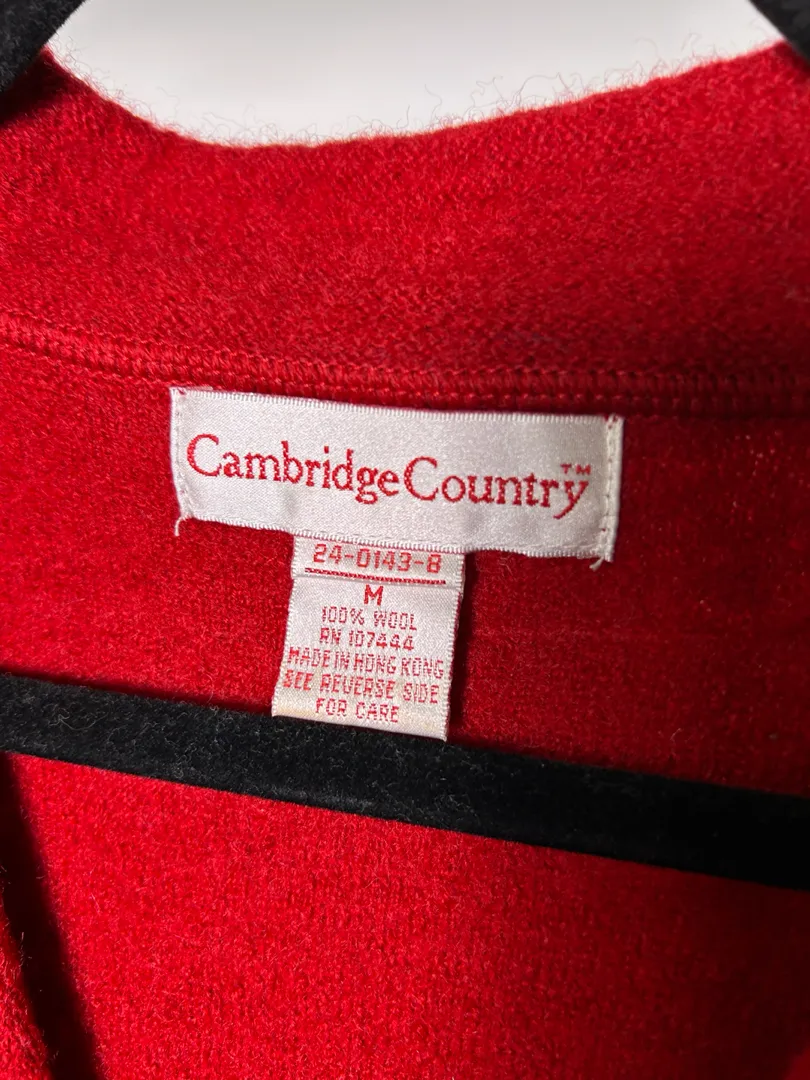 CambridgeCountry™
24-0143-8
M
100% WOOL
RN 107444
MADE IN HONG KONG
SEE REVERSE SIDE
FOR CARE